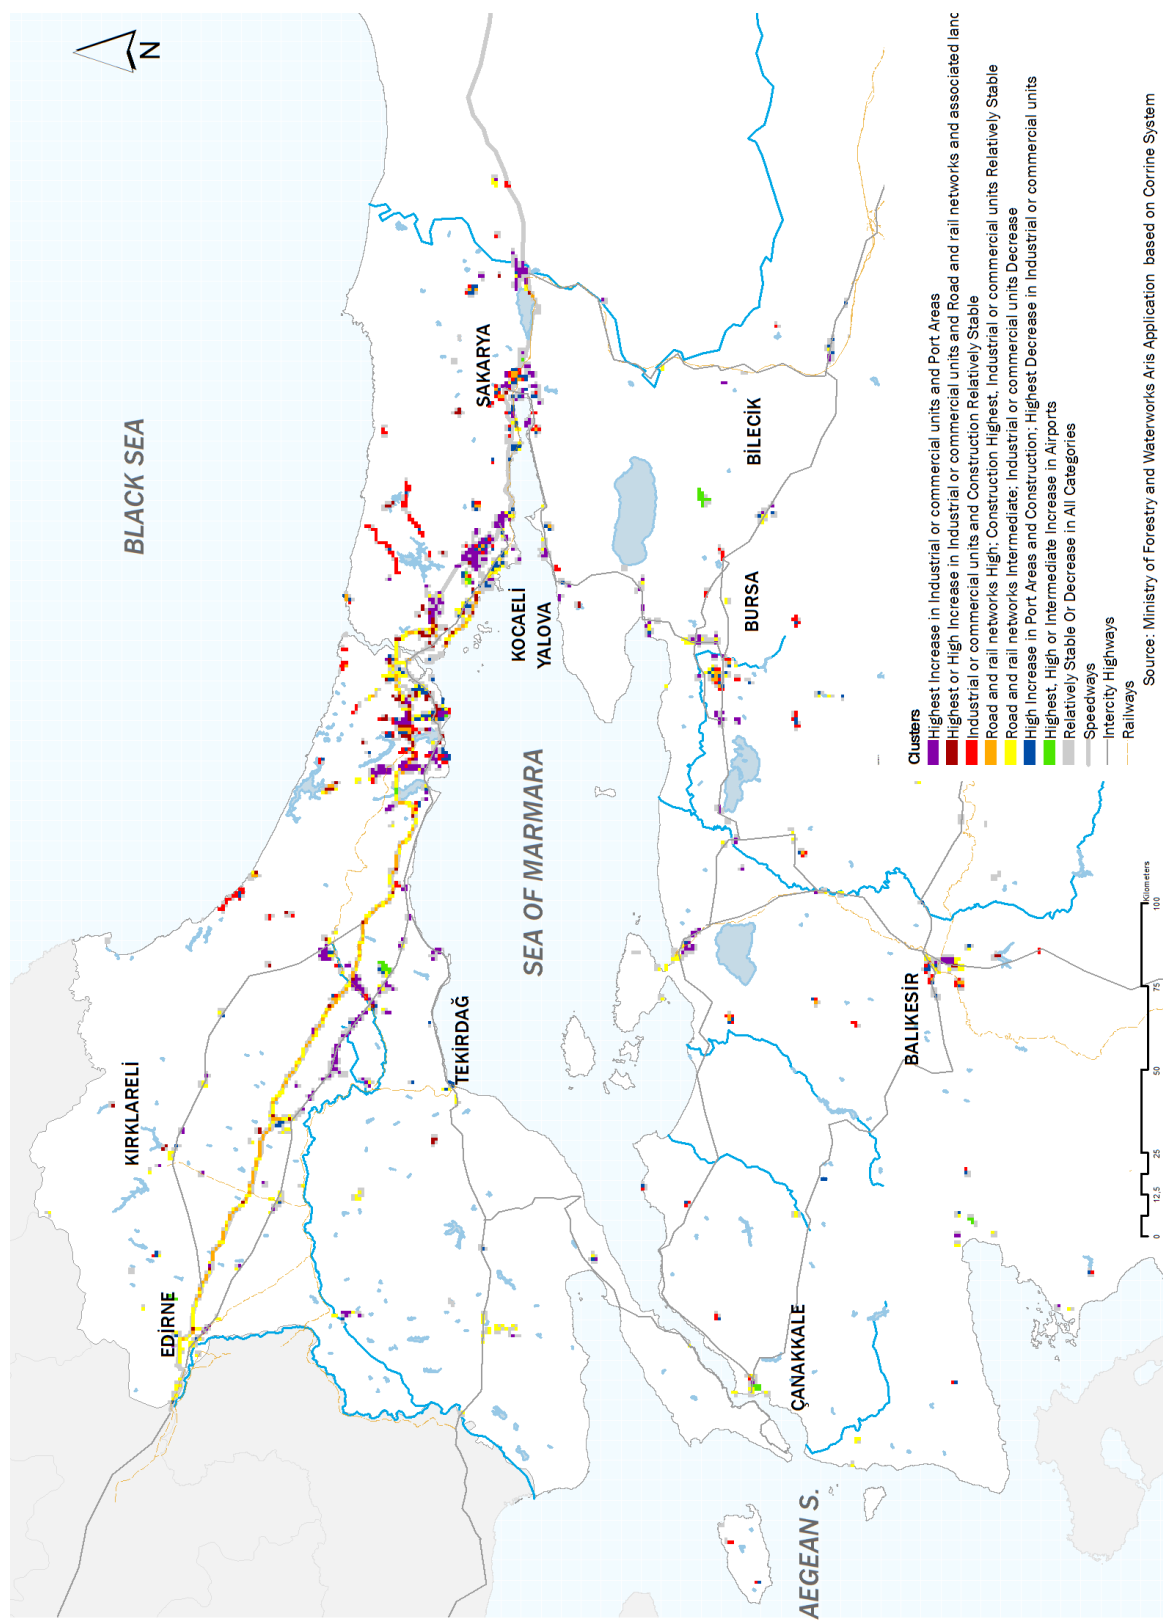 N
BLACK SEA
KIRKLARELİ
EDİRNE
SAKARYA
KOCAELİ
YALOVA
TEKİRDAĞ
SEA OF MARMARA
BİLECİK
BURSA
BALIKESİR
ÇANAKKALE
AEGEAN S.
Clusters
Highest Increase in Industrial or commercial units and Port Areas
Highest or High Increase in Industrial or commercial units and Road and rail networks and associated land
Industrial or commercial units and Construction Relatively Stable
Road and rail networks High; Construction Highest, Industrial or commercial units Relatively Stable
Road and rail networks Intermediate; Industrial or commercial units Decrease
High Increase in Port Areas and Construction; Highest Decrease in Industrial or commercial units
Highest, High or Intermediate Increase in Airports
Relatively Stable Or Decrease in All Categories
Speedways
Intercity Highways
Railways
0 12,5 25 50 75 100
Kilometers
Source: Ministry of Forestry and Waterworks Aris Application based on Corrine System